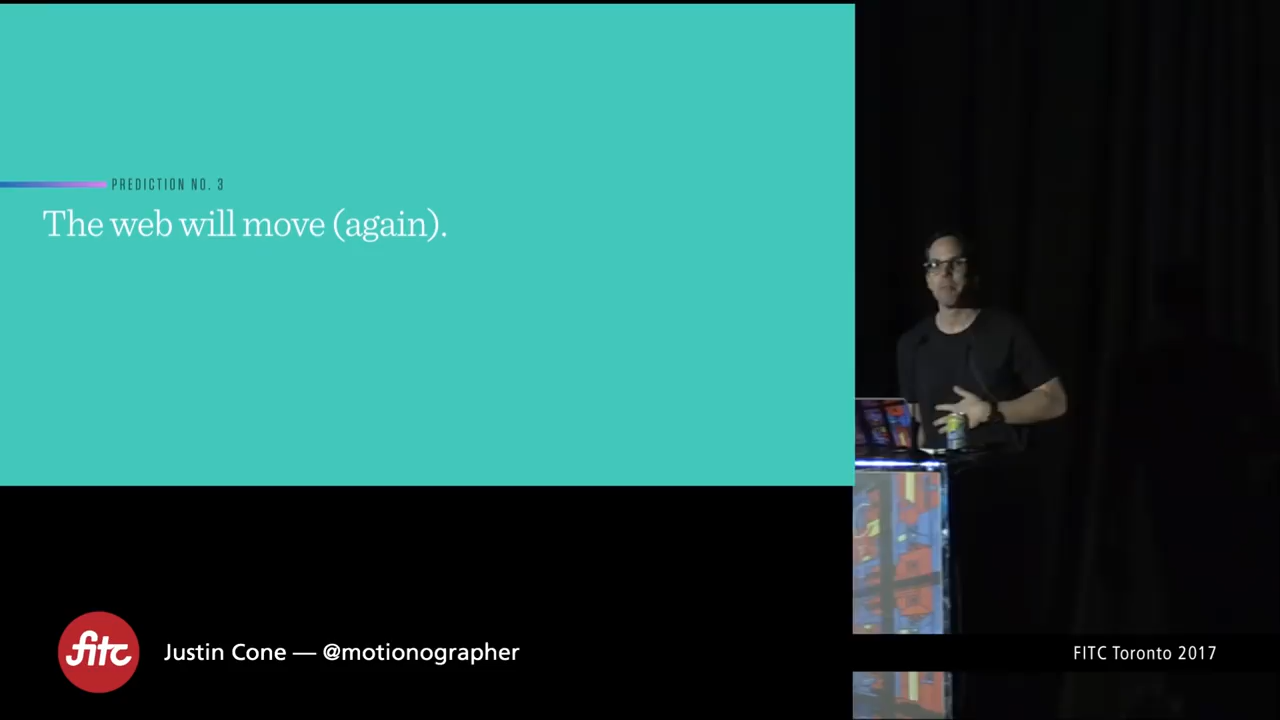 PREDICTION NO. 3
The web will move (again).
fitc
Justin Cone — @motionographer
FITC Toronto 2017